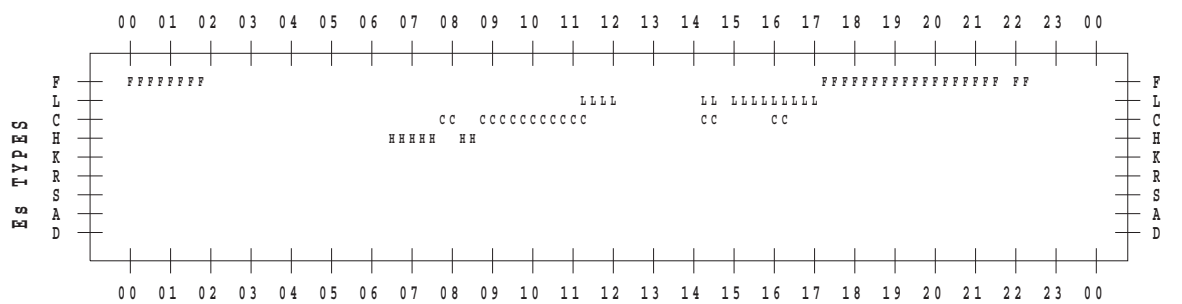 00 01 02 03 04 05 06 07 08 09 10 11 12 13 14 15 16 17 18 19 20 21 22 23 00
Es TYPES
F FFFFFFFF FFFFFFFFFFFFFFFFFF FF F
L LLLL LL LLLLLLLLL L
C CC CCCCCCCCCCC CC CC C
H HHHHH HH H
K K
R R
S S
A A
D D
00 01 02 03 04 05 06 07 08 09 10 11 12 13 14 15 16 17 18 19 20 21 22 23 00